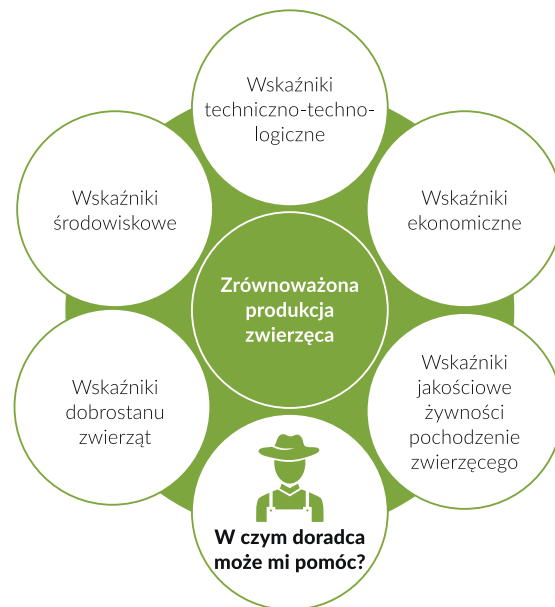 Wskaźniki
techniczno-techno-
logiczne
Wskaźniki
środowiskowe
Wskaźniki
ekonomiczne
Zrównoważona
produkcja
zwierzęca
Wskaźniki
dobrostanu
zwierząt
Wskaźniki
jakościowe
żywności
pochodzenie
zwierzęcego
W czym doradca
może mi pomóc?